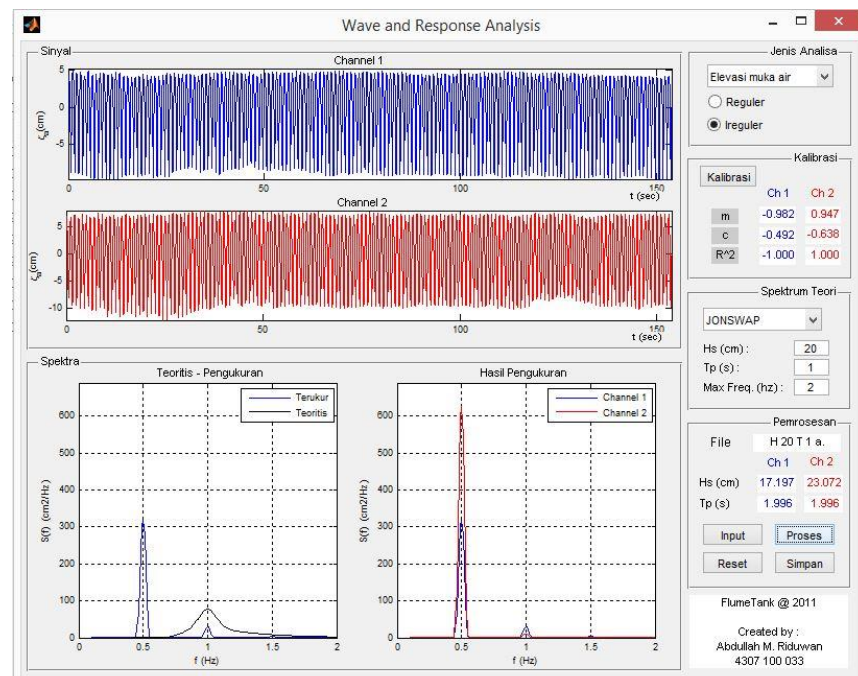 Wave and Response Analysis
Sinyal
Channel 1
5
0
-5
ζa(cm)
0
50
100
150
t (sec)
Channel 2
5
0
-5
-10
ζa(cm)
0
50
100
150
t (sec)
Spektra
Teoritis - Pengukuran
Terukur
Teoritis
600
500
400
300
200
100
0
S(f) (cm2/Hz)
0
0.5
1
1.5
2
f (Hz)
Hasil Pengukuran
Channel 1
Channel 2
600
500
400
300
200
100
0
S(f) (cm2/Hz)
0
0.5
1
1.5
2
f (Hz)
Jenis Analisa
Elevasi muka air
Reguler
Ireguler
Kalibrasi
Kalibrasi
Ch 1 Ch 2
m -0.982 0.947
c -0.492 -0.638
R^2 -1.000 1.000
Spektrum Teori
JONSWAP
Hs (cm) : 20
Tp (s) : 1
Max Freq. (hz) : 2
Pemrosesan
File H 20 T 1 a.
Ch 1 Ch 2
Hs (cm) 17.197 23.072
Tp (s) 1.996 1.996
Input Proses
Reset Simpan
FlumeTank @ 2011
Created by :
Abdullah M. Riduwan
4307 100 033